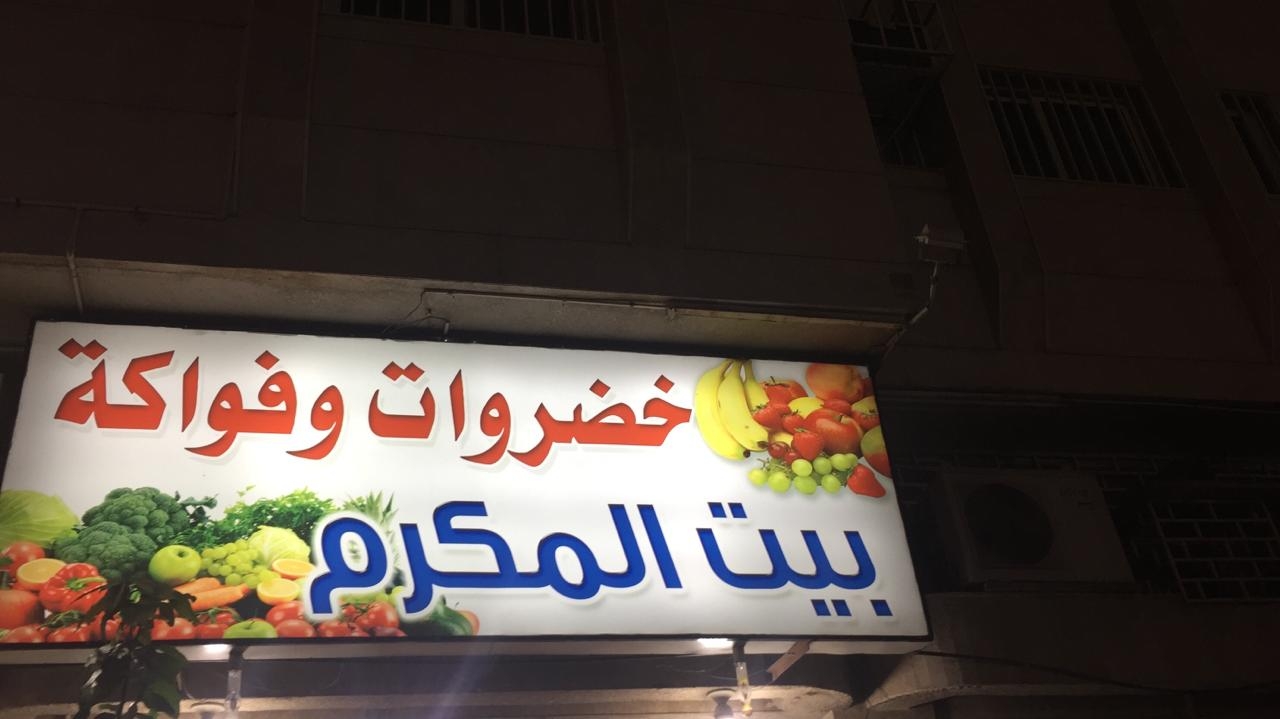 خضروات وفواكة
بيت المكرم